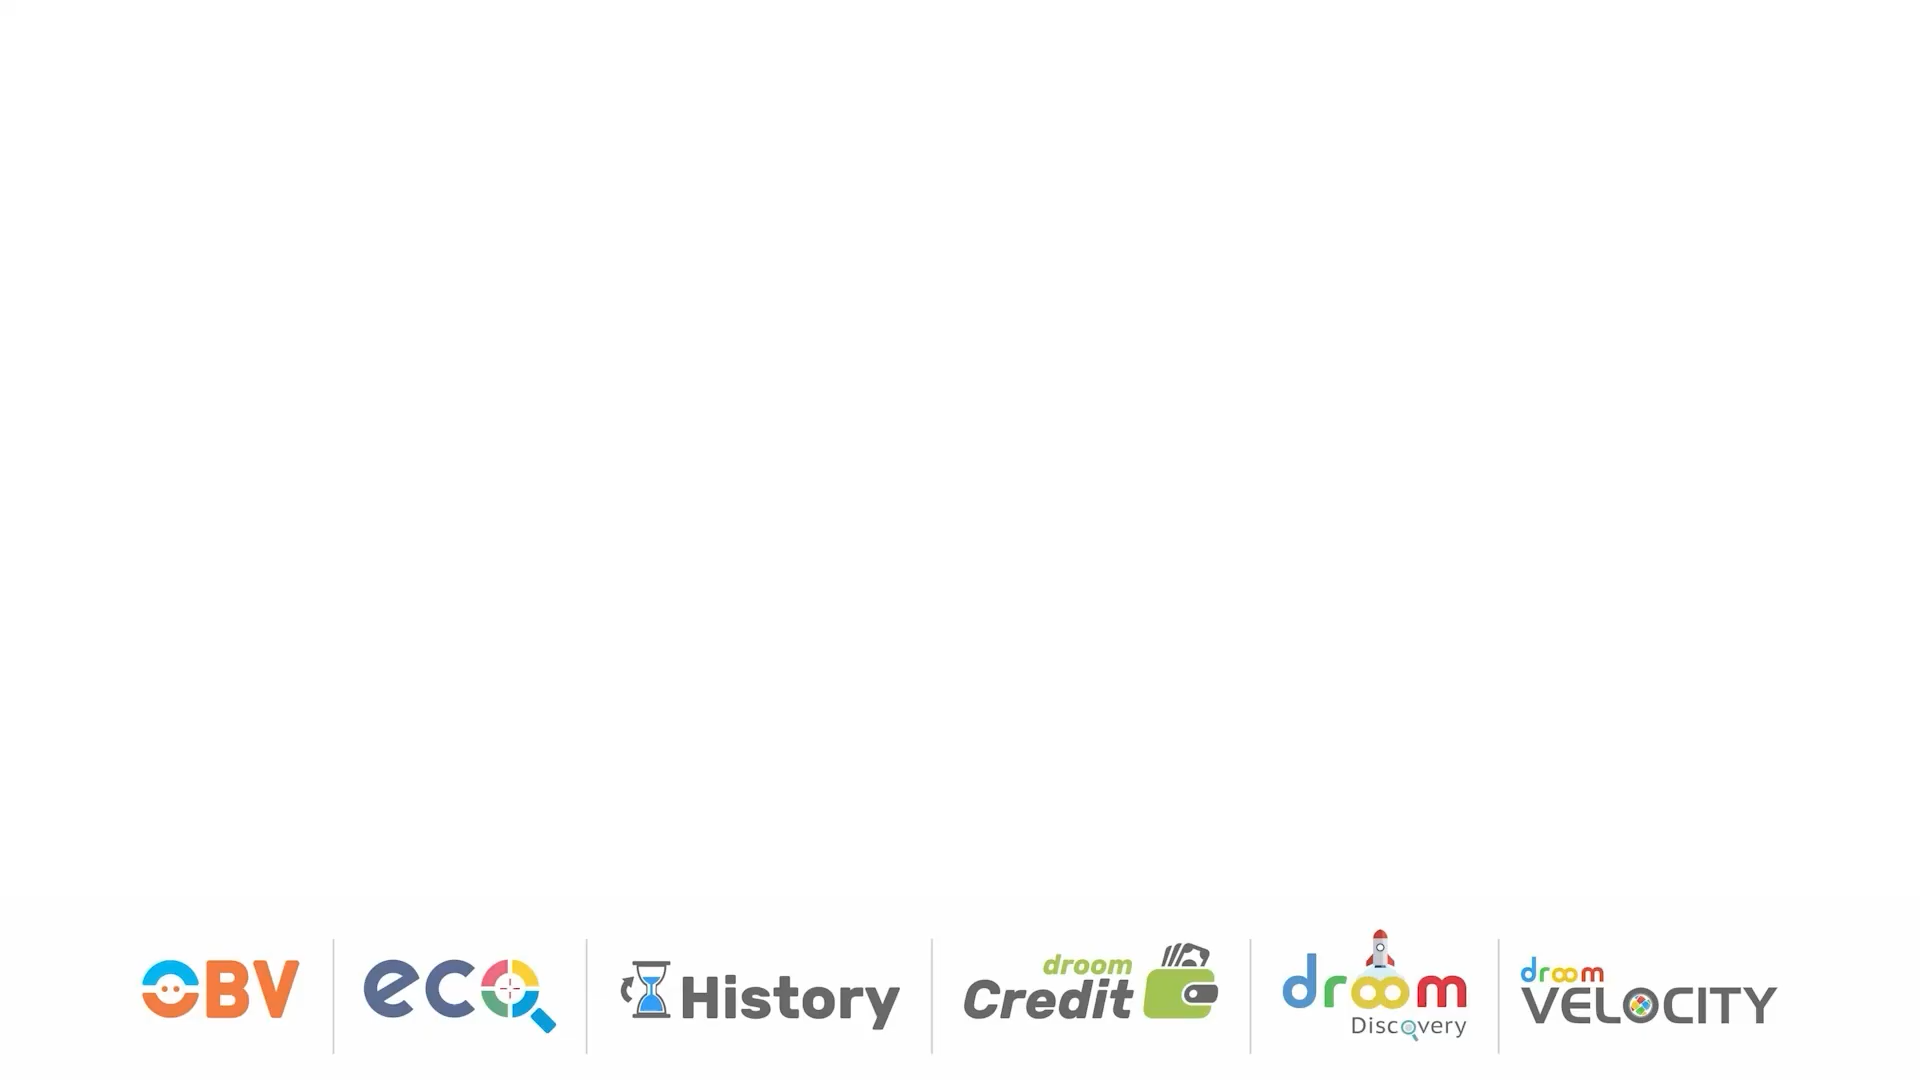 OBV
eco
History
droom
Credit
droom
Discovery
droom
VELOCITY